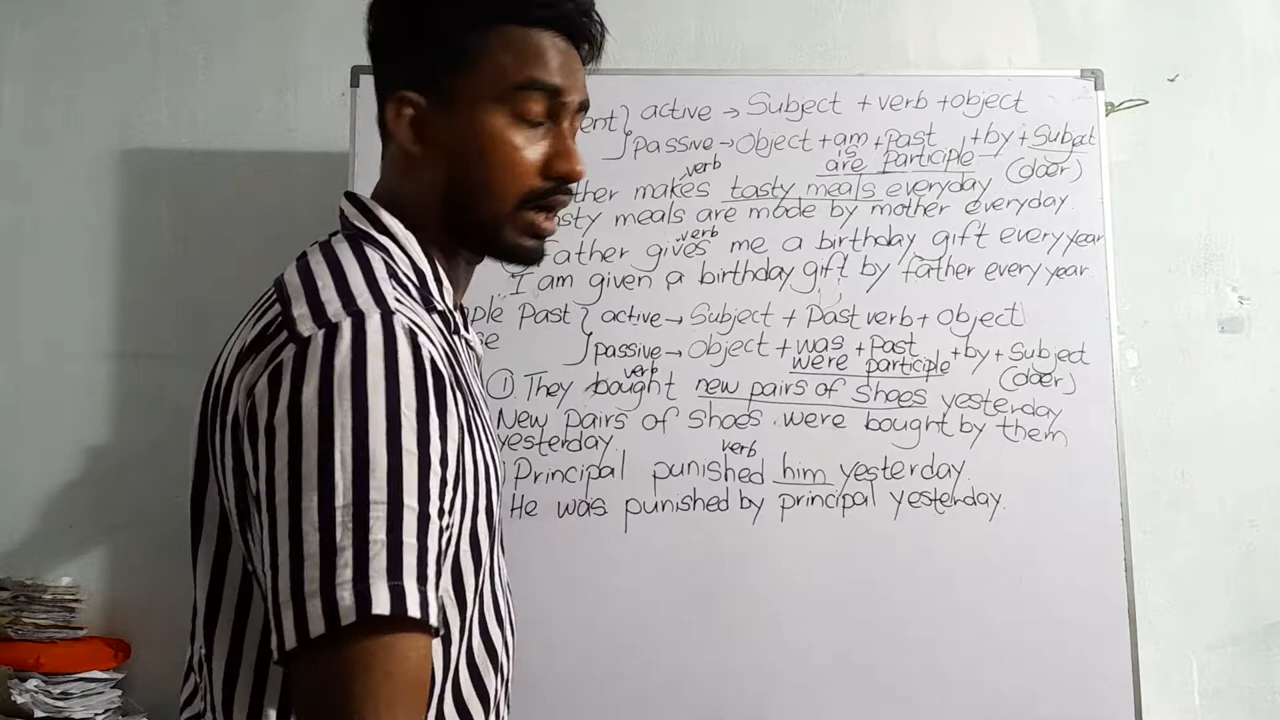 ent} active → Subject + verb + object
Passive → Object + am + Past + by + Subject
is
are participle (doer)
verb
ther makes tasty meals everyday
sty meals are made by mother everyday.
verb
Father gives me a birthday gift every year
I am given a birthday gift by father every year.
ple Past } active → Subject + Past verb + Object
se
passive → Object + was + Past + by + Subject
were participle (doer)
verb
① They bought new pairs of shoes yesterday
New pairs of shoes were bought by them
yesterday.
verb
) Principal punished him yesterday.
He was punished by principal yesterday.